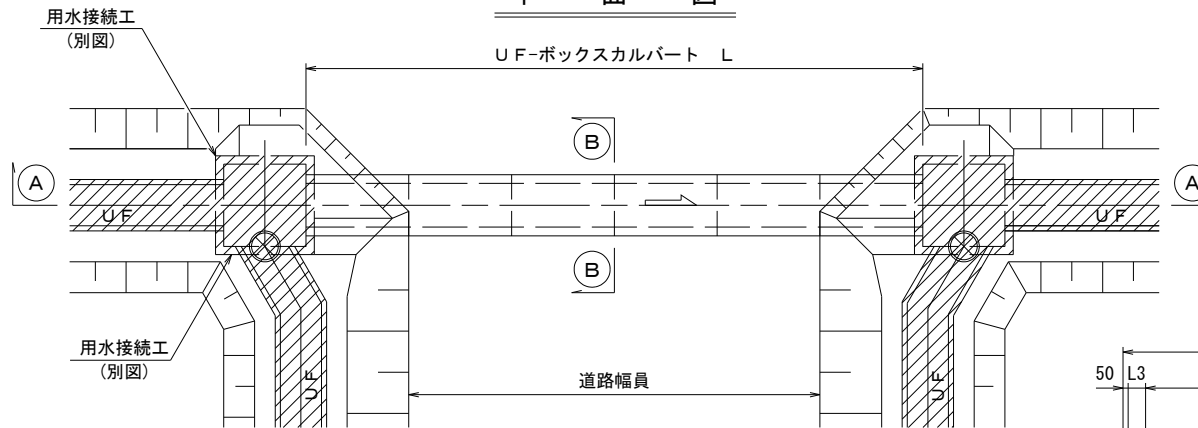 平面図
用水接続工
(別図)
UF-ボックスカルバート L
B
A
A
UF
UF
B
用水接続工
(別図)
UF
道路幅員
UF
50 L3